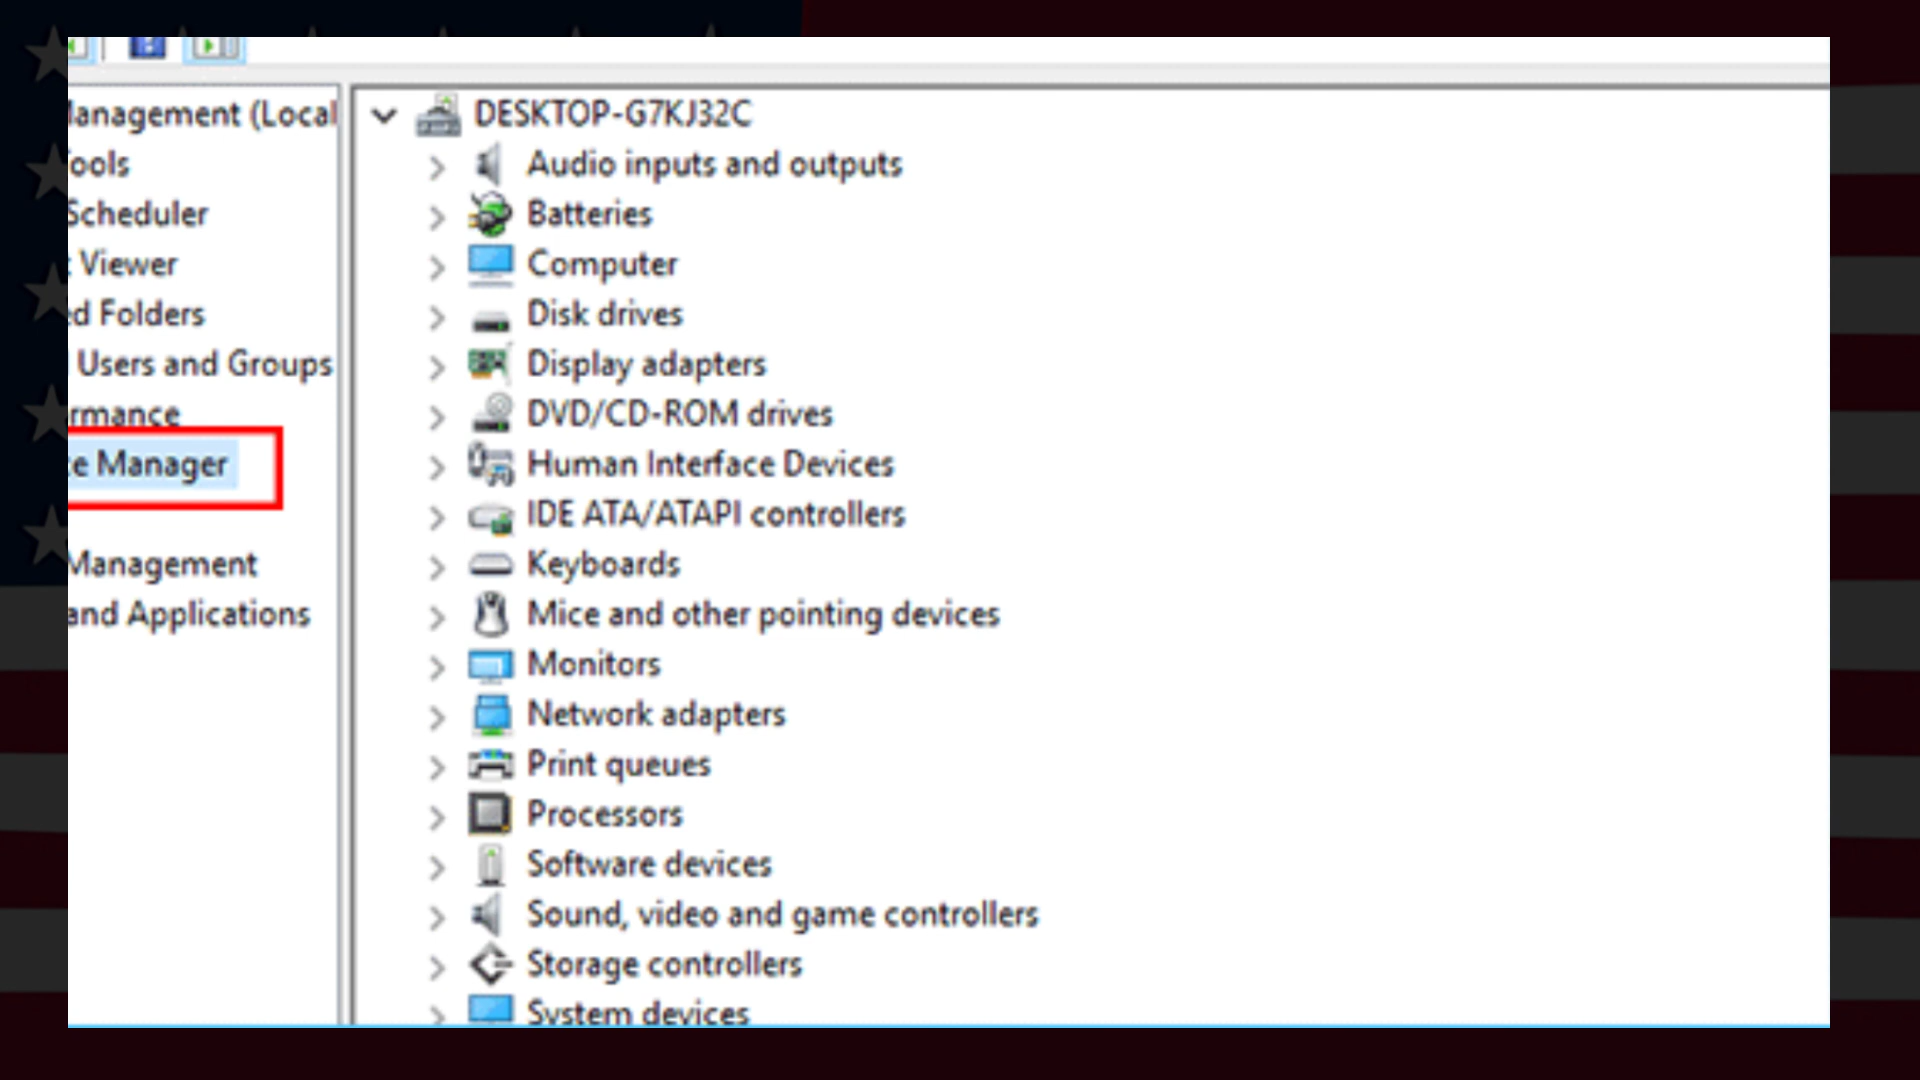 anagement (Local
ools
Scheduler
Viewer
ed Folders
Users and Groups
rmance
ce Manager
Management
and Applications
DESKTOP-G7KJ32C
Audio inputs and outputs
Batteries
Computer
Disk drives
Display adapters
DVD/CD-ROM drives
Human Interface Devices
IDE ATA/ATAPI controllers
Keyboards
Mice and other pointing devices
Monitors
Network adapters
Print queues
Processors
Software devices
Sound, video and game controllers
Storage controllers
System devices